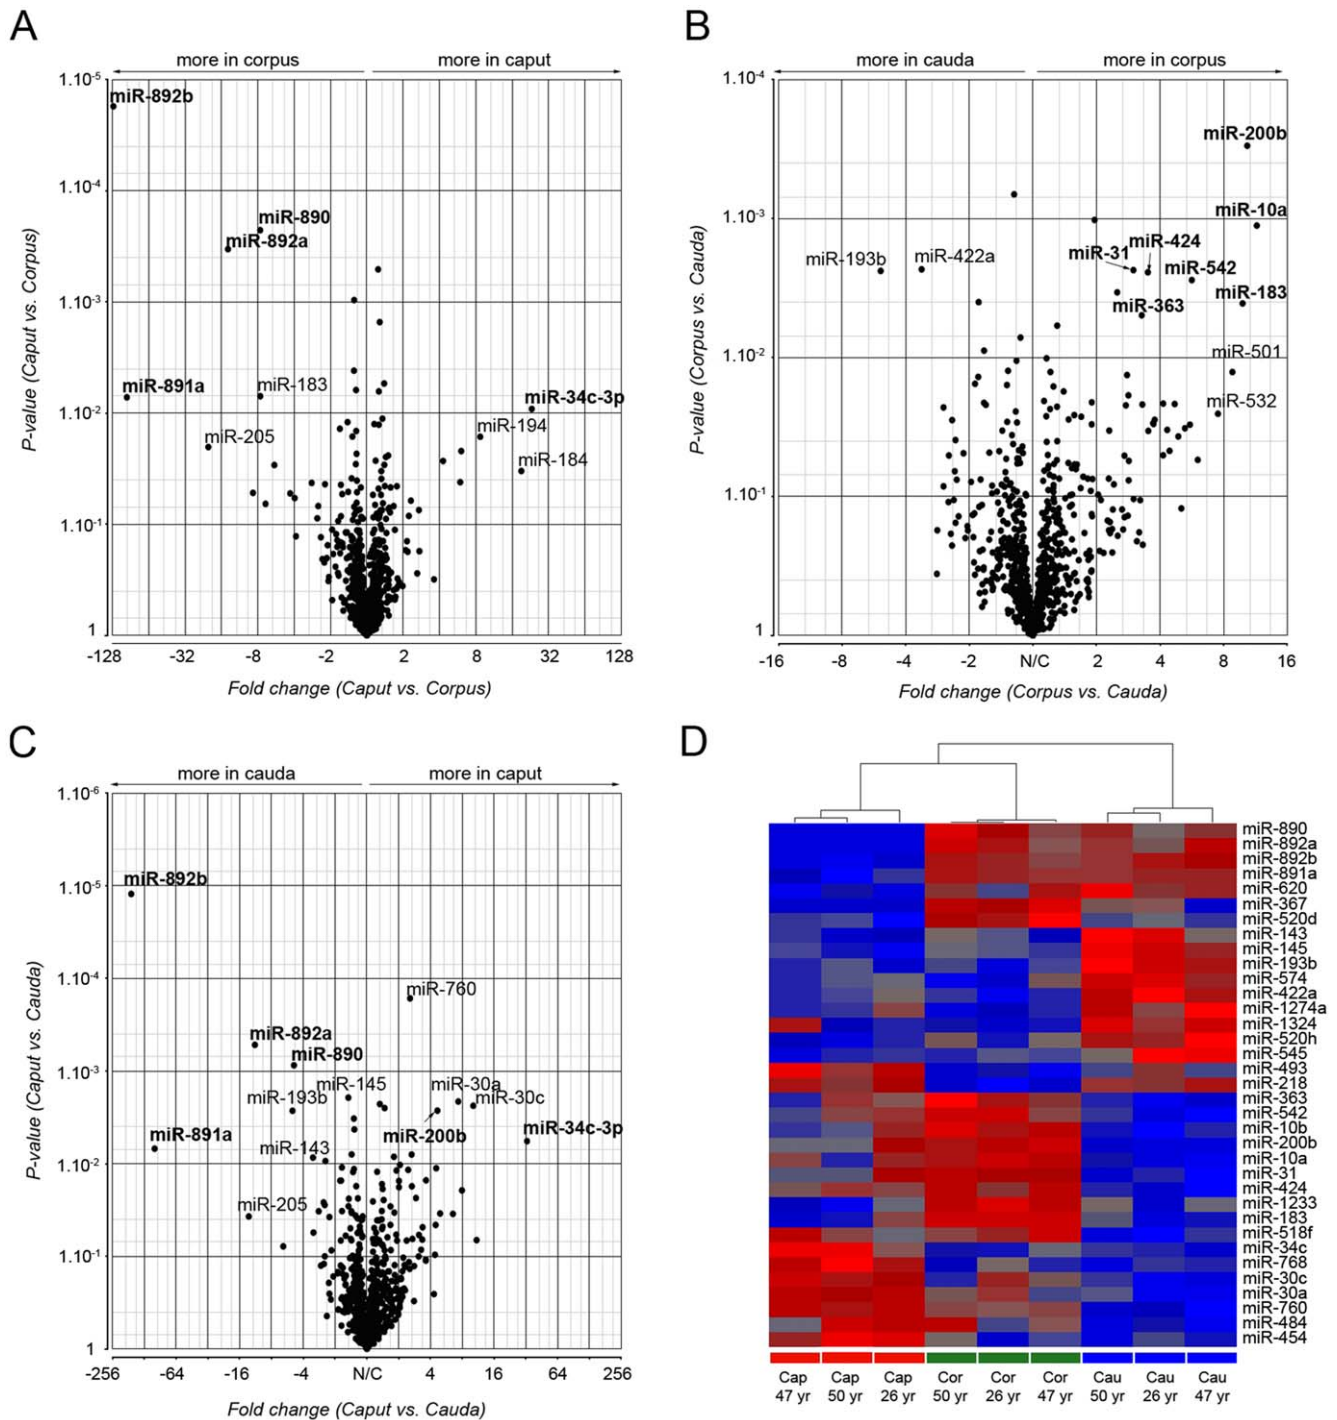 A
more in corpus
more in caput
1.10-5
1.10-4
1.10-3
1.10-2
1.10-1
1
P-value (Caput vs. Corpus)
miR-892b
miR-890
miR-892a
miR-891a
miR-183
miR-205
miR-34c-3p
miR-194
miR-184
-128
-32
-8
-2
2
8
32
128
Fold change (Caput vs. Corpus)
B
more in cauda
more in corpus
1.10-4
1.10-3
1.10-2
1.10-1
1
P-value (Corpus vs. Cauda)
miR-200b
miR-10a
miR-424
miR-31
miR-193b
miR-422a
miR-542
miR-183
miR-363
miR-501
miR-532
-16
-8
-4
-2
N/C
2
4
8
16
Fold change (Corpus vs. Cauda)
C
more in cauda
more in caput
1.10-6
1.10-5
1.10-4
1.10-3
1.10-2
1.10-1
1
P-value (Caput vs. Cauda)
miR-892b
miR-760
miR-892a
miR-890
miR-145
miR-30a
miR-193b
miR-30c
miR-891a
miR-200b
miR-34c-3p
miR-143
miR-205
-256
-64
-16
-4
N/C
4
16
64
256
Fold change (Caput vs. Cauda)
D
miR-890
miR-892a
miR-892b
miR-891a
miR-620
miR-367
miR-520d
miR-143
miR-145
miR-193b
miR-574
miR-422a
miR-1274a
miR-1324
miR-520h
miR-545
miR-493
miR-218
miR-363
miR-542
miR-10b
miR-200b
miR-10a
miR-31
miR-424
miR-1233
miR-183
miR-518f
miR-34c
miR-768
miR-30c
miR-30a
miR-760
miR-484
miR-454
Cap Cap Cap Cor Cor Cor Cau Cau Cau
47 yr 50 yr 26 yr 50 yr 26 yr 47 yr 50 yr 26 yr 47 yr